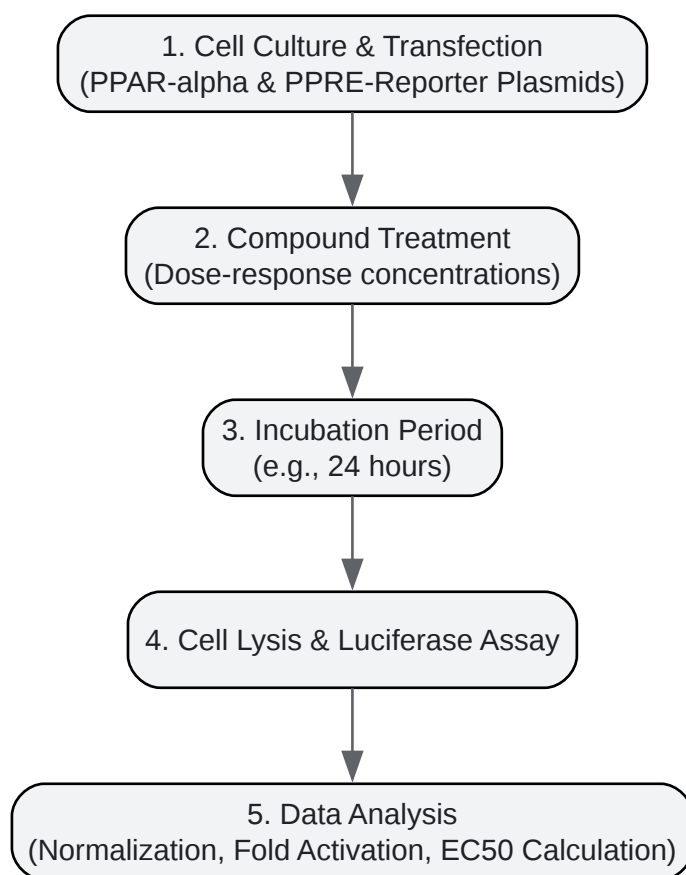 1. Cell Culture & Transfection
(PPAR-alpha & PPRE-Reporter Plasmids)
2. Compound Treatment
(Dose-response concentrations)
3. Incubation Period
(e.g., 24 hours)
4. Cell Lysis & Luciferase Assay
5. Data Analysis
(Normalization, Fold Activation, EC50 Calculation)